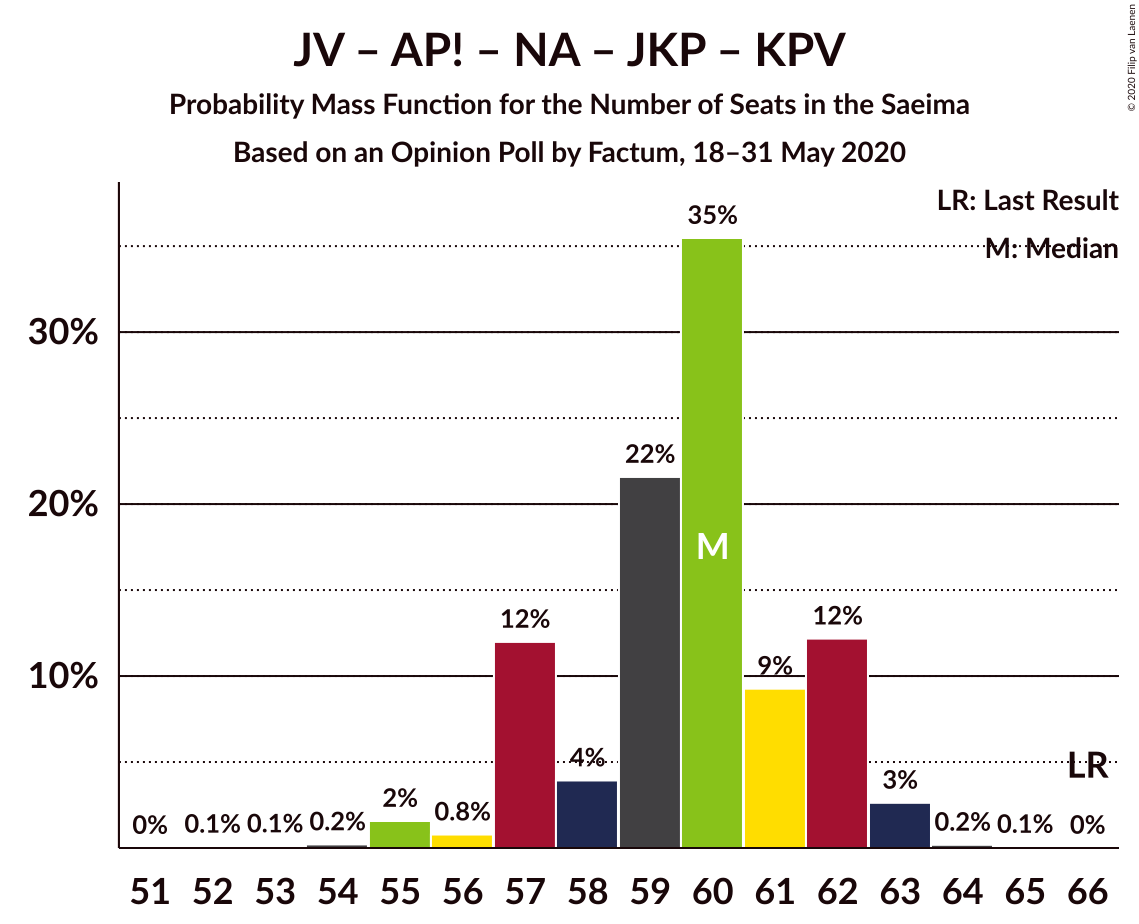 JV – AP! – NA – JKP – KPV
Probability Mass Function for the Number of Seats in the Saeima
Based on an Opinion Poll by Factum, 18–31 May 2020
© 2020 Filip van Laenen
LR: Last Result
M: Median
35%
30%
22%
20%
M
12%
12%
10%
9%
4%
LR
3%
2%
0.8%
0% 0.1% 0.1% 0.2% 0.2% 0.1% 0%
51 52 53 54 55 56 57 58 59 60 61 62 63 64 65 66